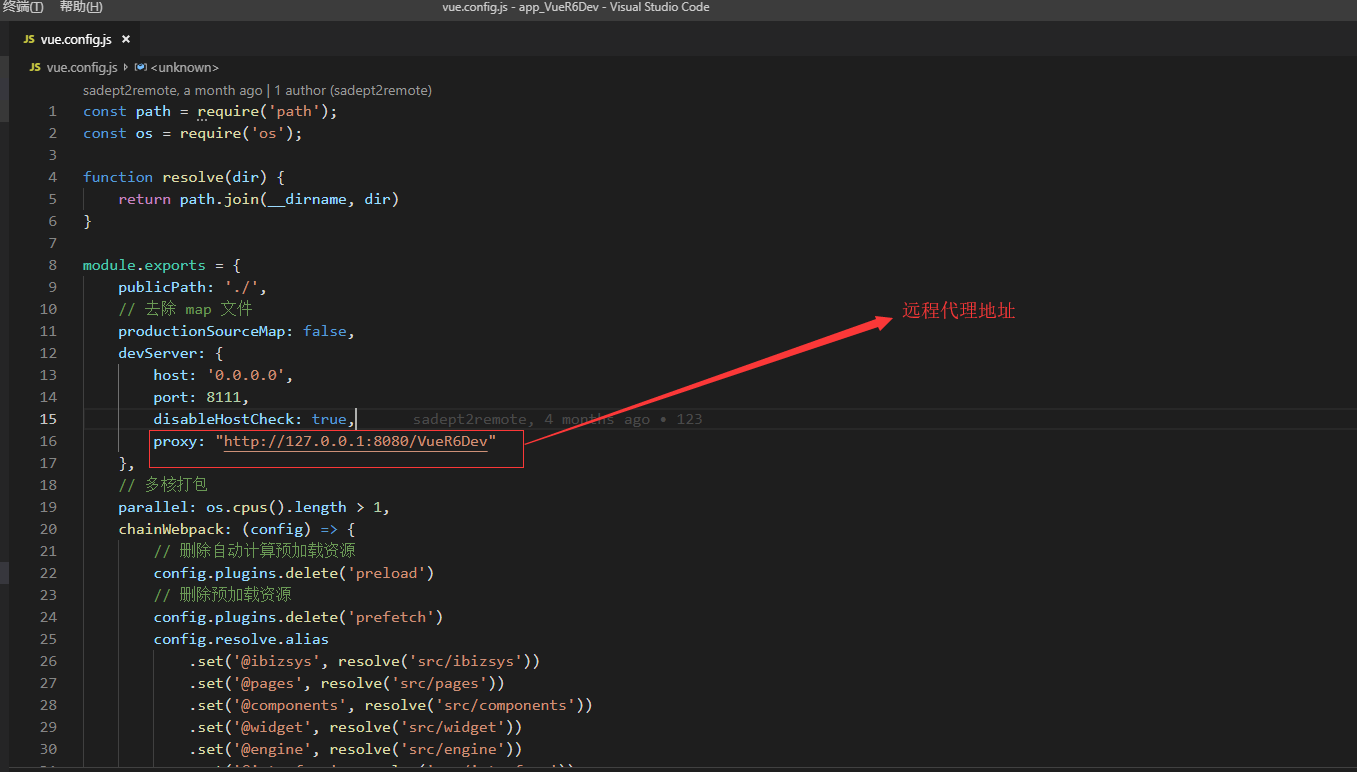 终端(T) 帮助(H) vue.config.js - app_VueR6Dev - Visual Studio Code
JS vue.config.js ×
JS vue.config.js <unknown>
sadept2remote, a month ago | 1 author (sadept2remote)
1 const path = require('path');
2 const os = require('os');
3
4 function resolve(dir) {
5 return path.join(__dirname, dir)
6 }
7
8 module.exports = {
9 publicPath: './',
10 // 去除 map 文件
11 productionSourceMap: false,
12 devServer: {
13 host: '0.0.0.0',
14 port: 8111,
15 disableHostCheck: true, sadept2remote, 4 months ago • 123
16 proxy: "http://127.0.0.1:8080/VueR6Dev"
17 },
18 // 多核打包
19 parallel: os.cpus().length > 1,
20 chainWebpack: (config) => {
21 // 删除自动计算预加载资源
22 config.plugins.delete('preload')
23 // 删除预加载资源
24 config.plugins.delete('prefetch')
25 config.resolve.alias
26 .set('@ibizsys', resolve('src/ibizsys'))
27 .set('@pages', resolve('src/pages'))
28 .set('@components', resolve('src/components'))
29 .set('@widget', resolve('src/widget'))
30 .set('@engine', resolve('src/engine'))
远程代理地址